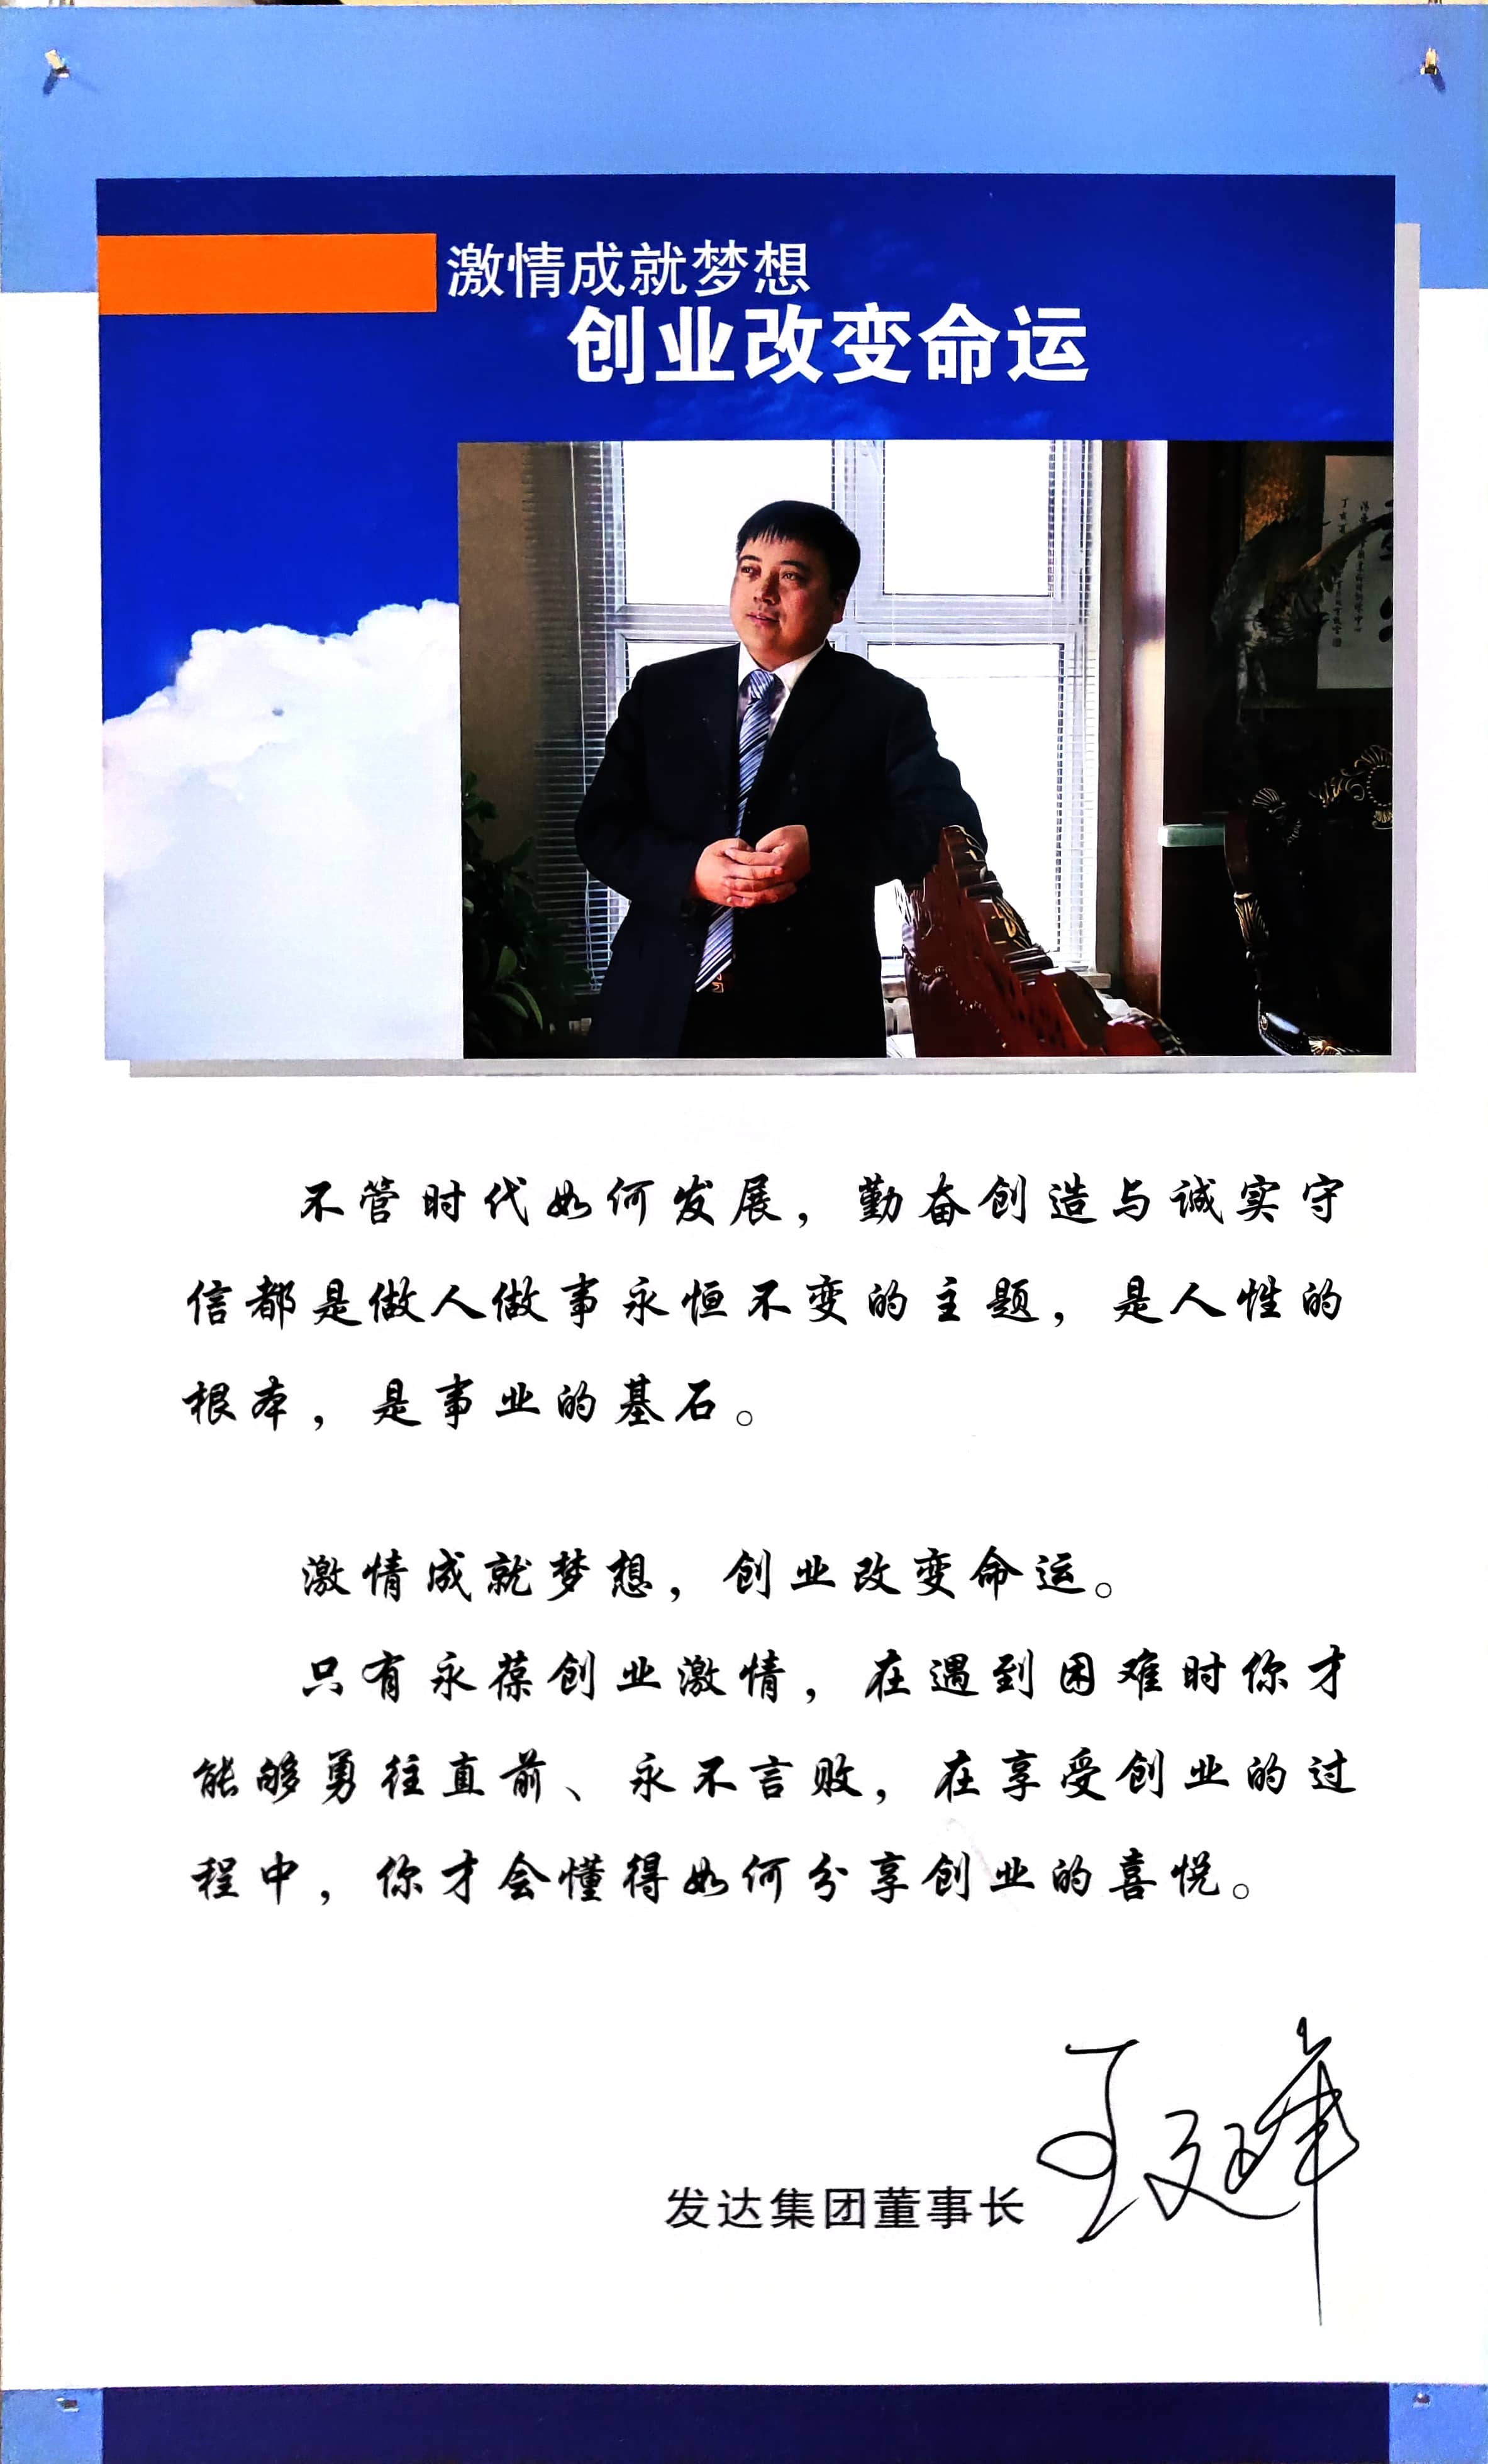 激情成就梦想
创业改变命运
不管时代如何发展，勤奋创造与诚实守
信都是做人做事永恒不变的主题，是人性的
根本，是事业的基石。
激情成就梦想，创业改变命运。
只有永葆创业激情，在遇到困难时你才
能够勇往直前、永不言败，在享受创业的过
程中，你才会懂得如何分享创业的喜悦。
发达集团董事长